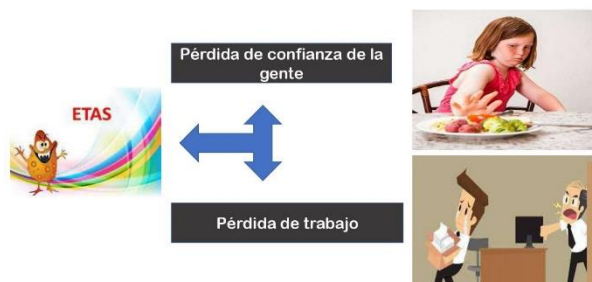 Pérdida de confianza de la
gente
ETAS
Pérdida de trabajo